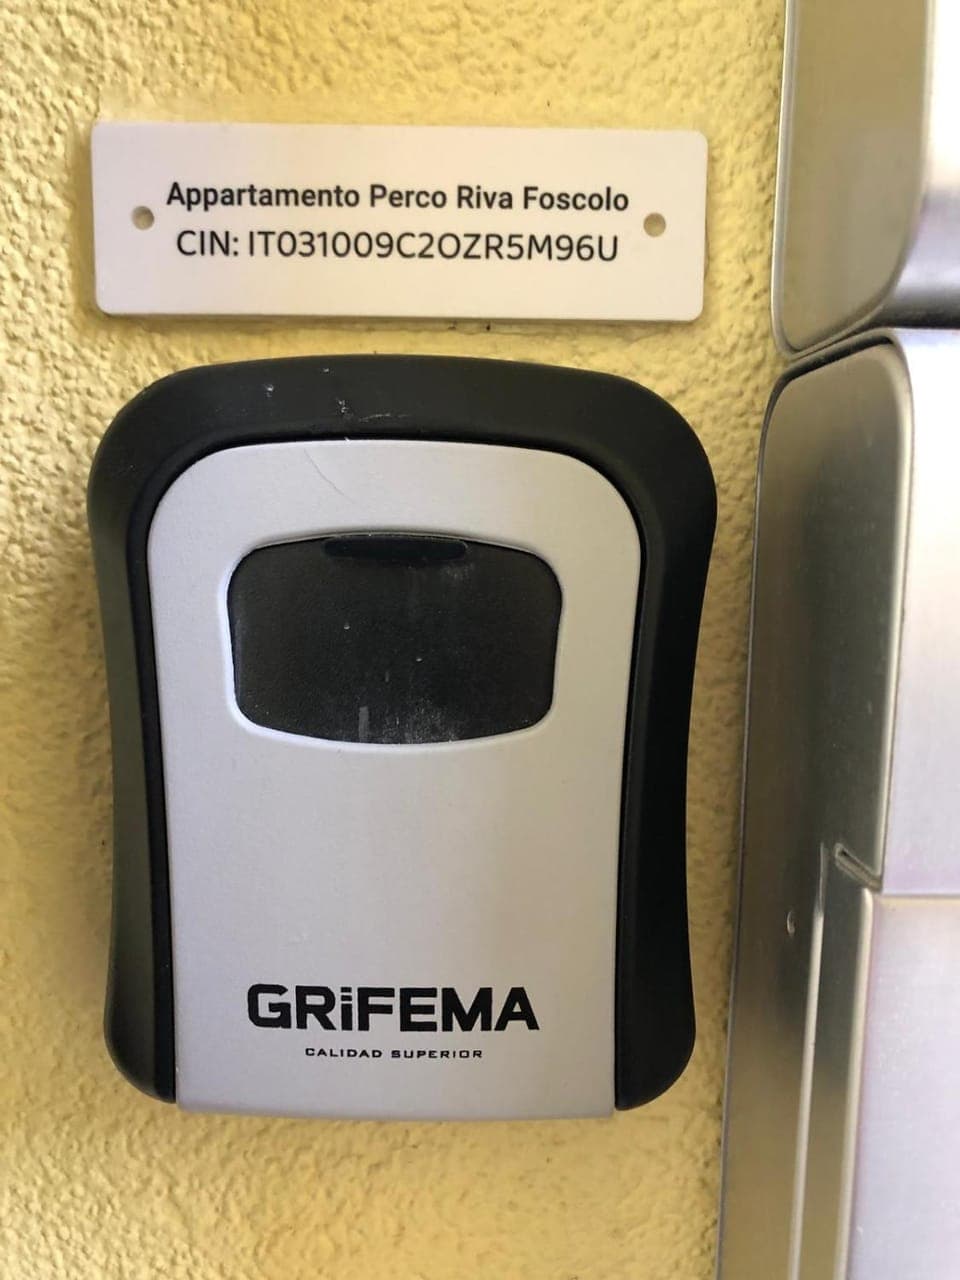 Appartamento Perco Riva Foscolo
CIN: IT031009C2OZR5M96U
GRiFEMA
CALIDAD SUPERIOR